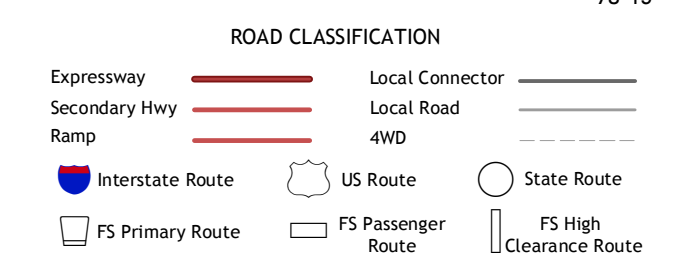 ROAD CLASSIFICATION
Expressway
Local Connector
Secondary Hwy
Local Road
Ramp
4WD
Interstate Route
US Route
State Route
FS Primary Route
FS Passenger
Route
FS High
Clearance Route